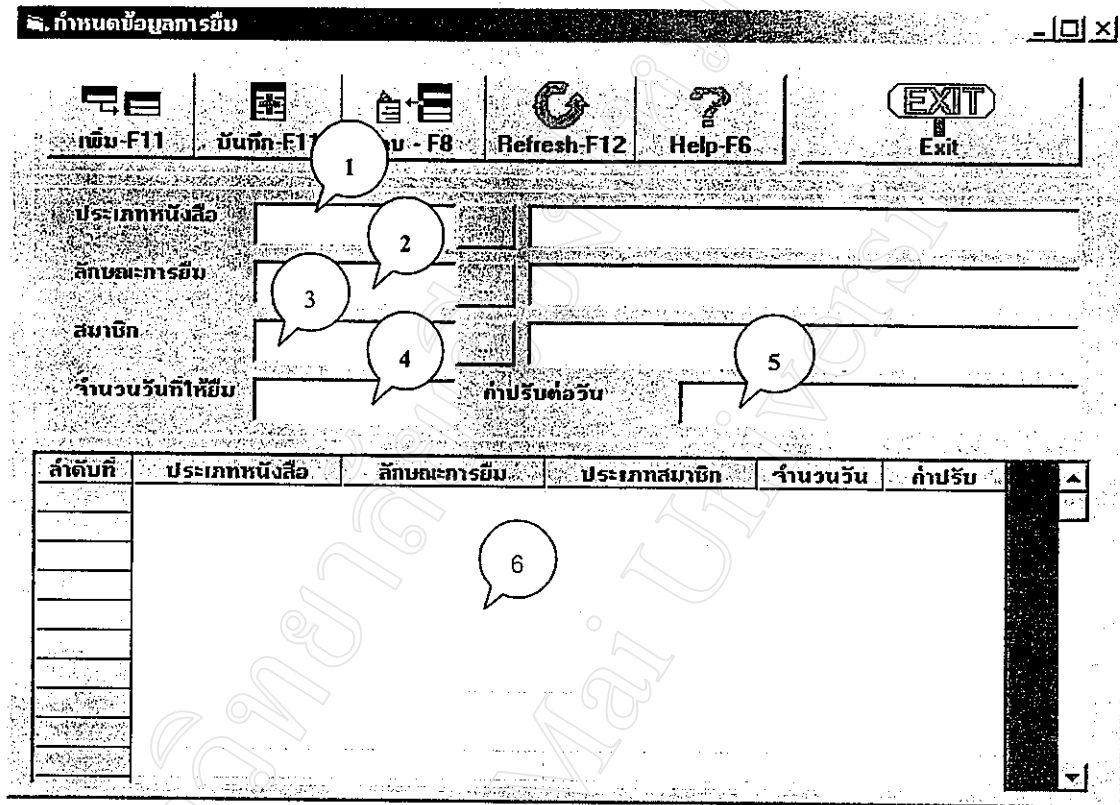 กำหนดข้อมูลการยืม
เพิ่ม-F11 บันทึก-F1 บ - F8 Refresh-F12 Help-F6 EXIT
Exit
1
ประเภทหนังสือ
2
ลักษณะการยืม
3
สมาชิก
4
5
จำนวนวันที่ให้ยืม ค่าปรับต่อวัน
ลำดับที่ ประเภทหนังสือ ลักษณะการยืม ประเภทสมาชิก จำนวนวัน ค่าปรับ
6
Mai Universi